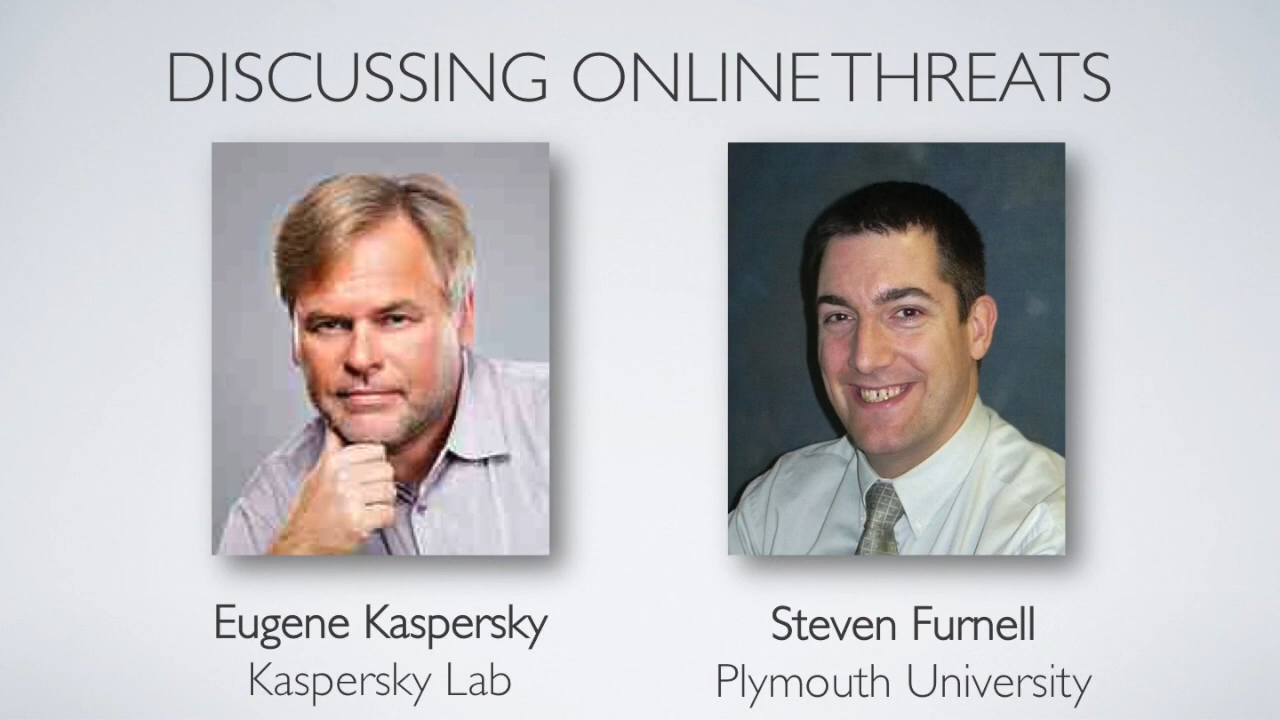 DISCUSSING ONLINE THREATS
Eugene Kaspersky
Steven Furnell
Kaspersky Lab
Plymouth University